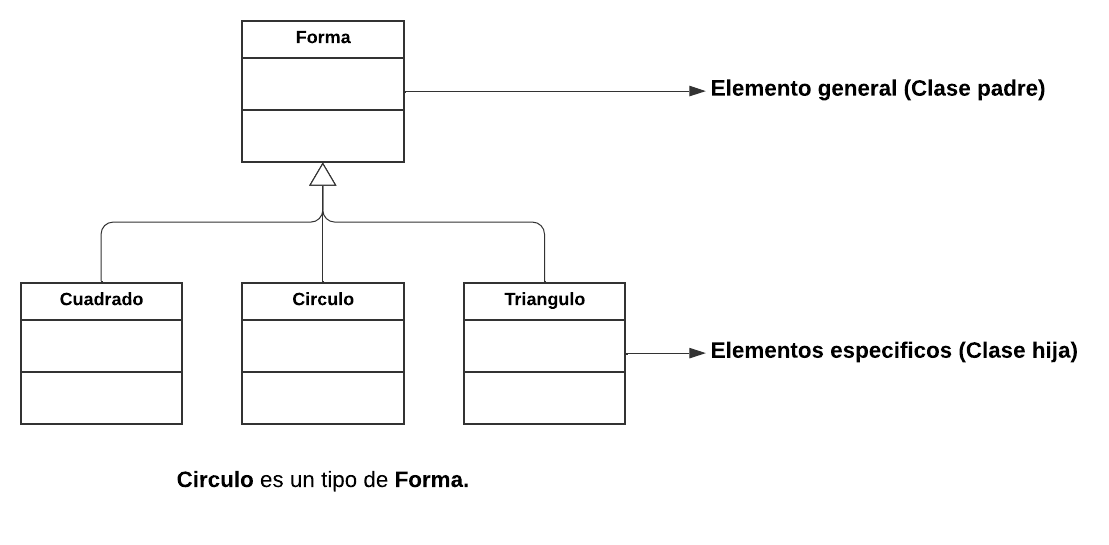 Forma
Elemento general (Clase padre)
Cuadrado
Circulo
Triangulo
Elementos especificos (Clase hija)
Circulo es un tipo de Forma.